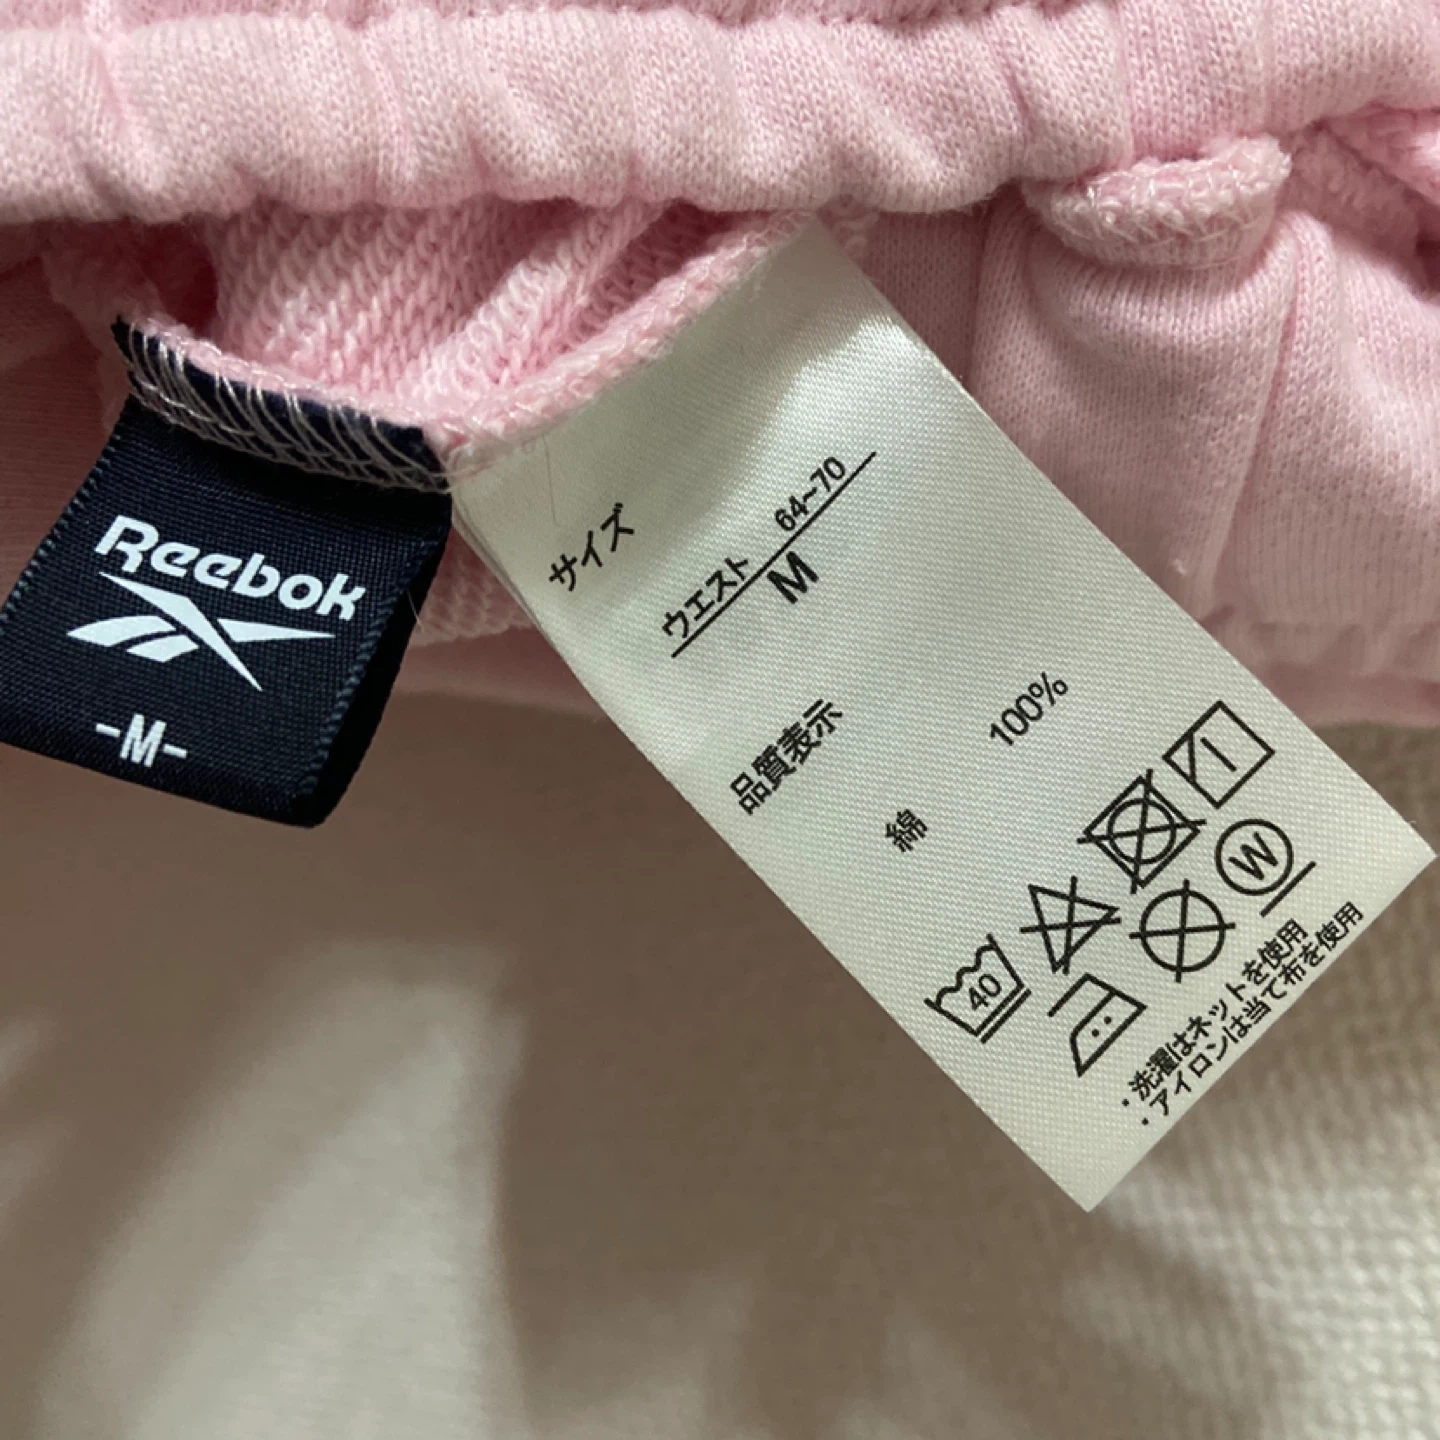 Reebok
-M-
サイズ
ウエスト 64~70
M
品質表示
綿 100%
40
W
・洗濯はネットを使用
・アイロンは当て布を使用